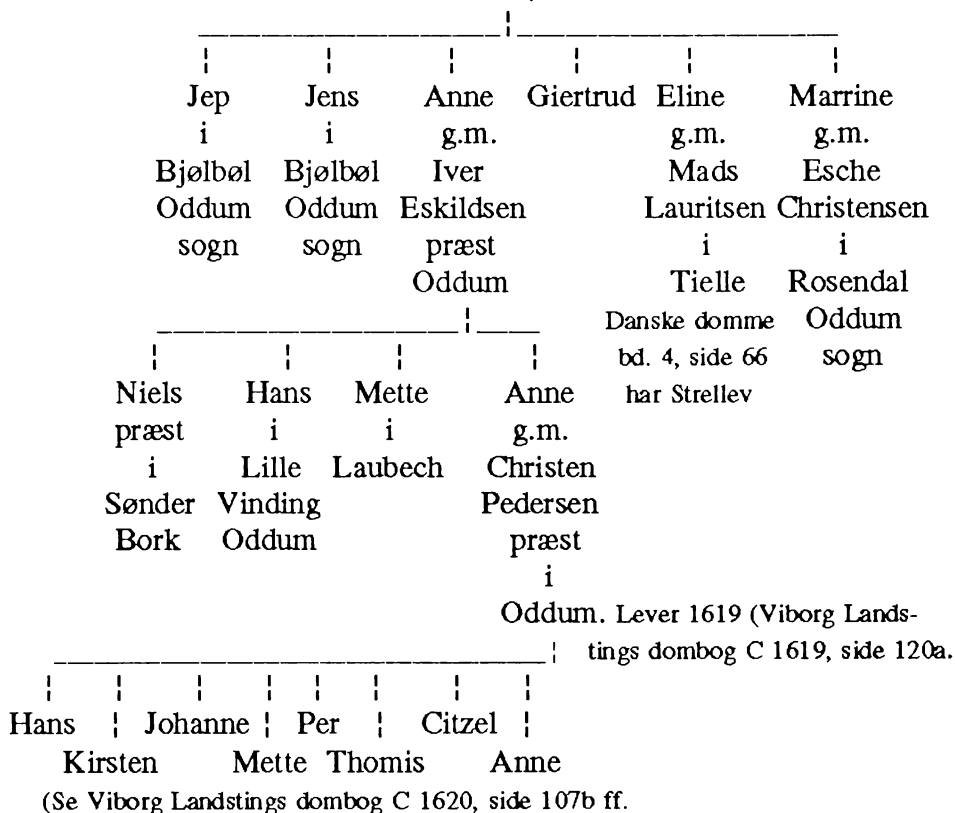 Jep Jens Anne Giertrud Eline Marrine
i i g.m. g.m. g.m.
Bjølbøl Bjølbøl Iver Mads Esche
Oddum Oddum Eskildsen Lauritsen Christensen
sogn sogn præst i i
Oddum Tielle Rosendal
Danske domme Oddum
bd. 4, side 66 sogn
Niels Hans Mette Anne har Strellev
præst i i g.m.
i Lille Laubech Christen
Sønder Vinding Pedersen
Bork Oddum præst
i
Oddum. Lever 1619 (Viborg Lands-
tings dombog C 1619, side 120a.
Hans Johanne Per Citzel
Kirsten Mette Thomis Anne
(Se Viborg Landstings dombog C 1620, side 107b ff.